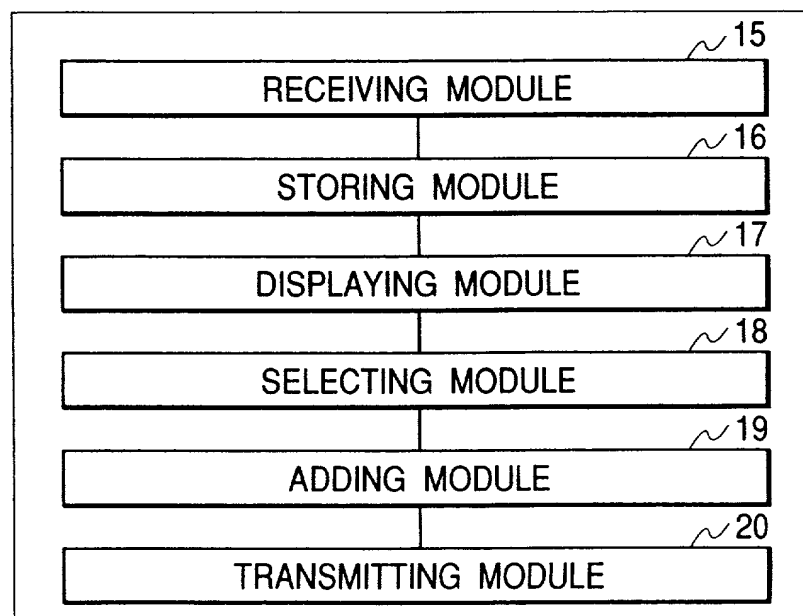 15
RECEIVING MODULE
16
STORING MODULE
17
DISPLAYING MODULE
18
SELECTING MODULE
19
ADDING MODULE
20
TRANSMITTING MODULE